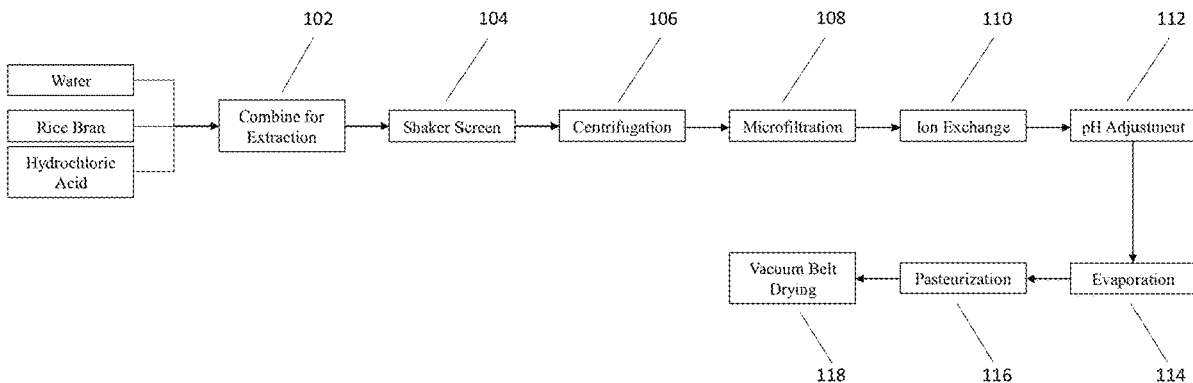 102
104
106
108
110
112
Water
Rice Bran
Hydrochloric
Acid
Combine for
Extraction
Shaker Screen
Centrifugation
Microfiltration
Ion Exchange
pH Adjustment
Vacuum Belt
Drying
Pasteurization
Evaporation
118
116
114